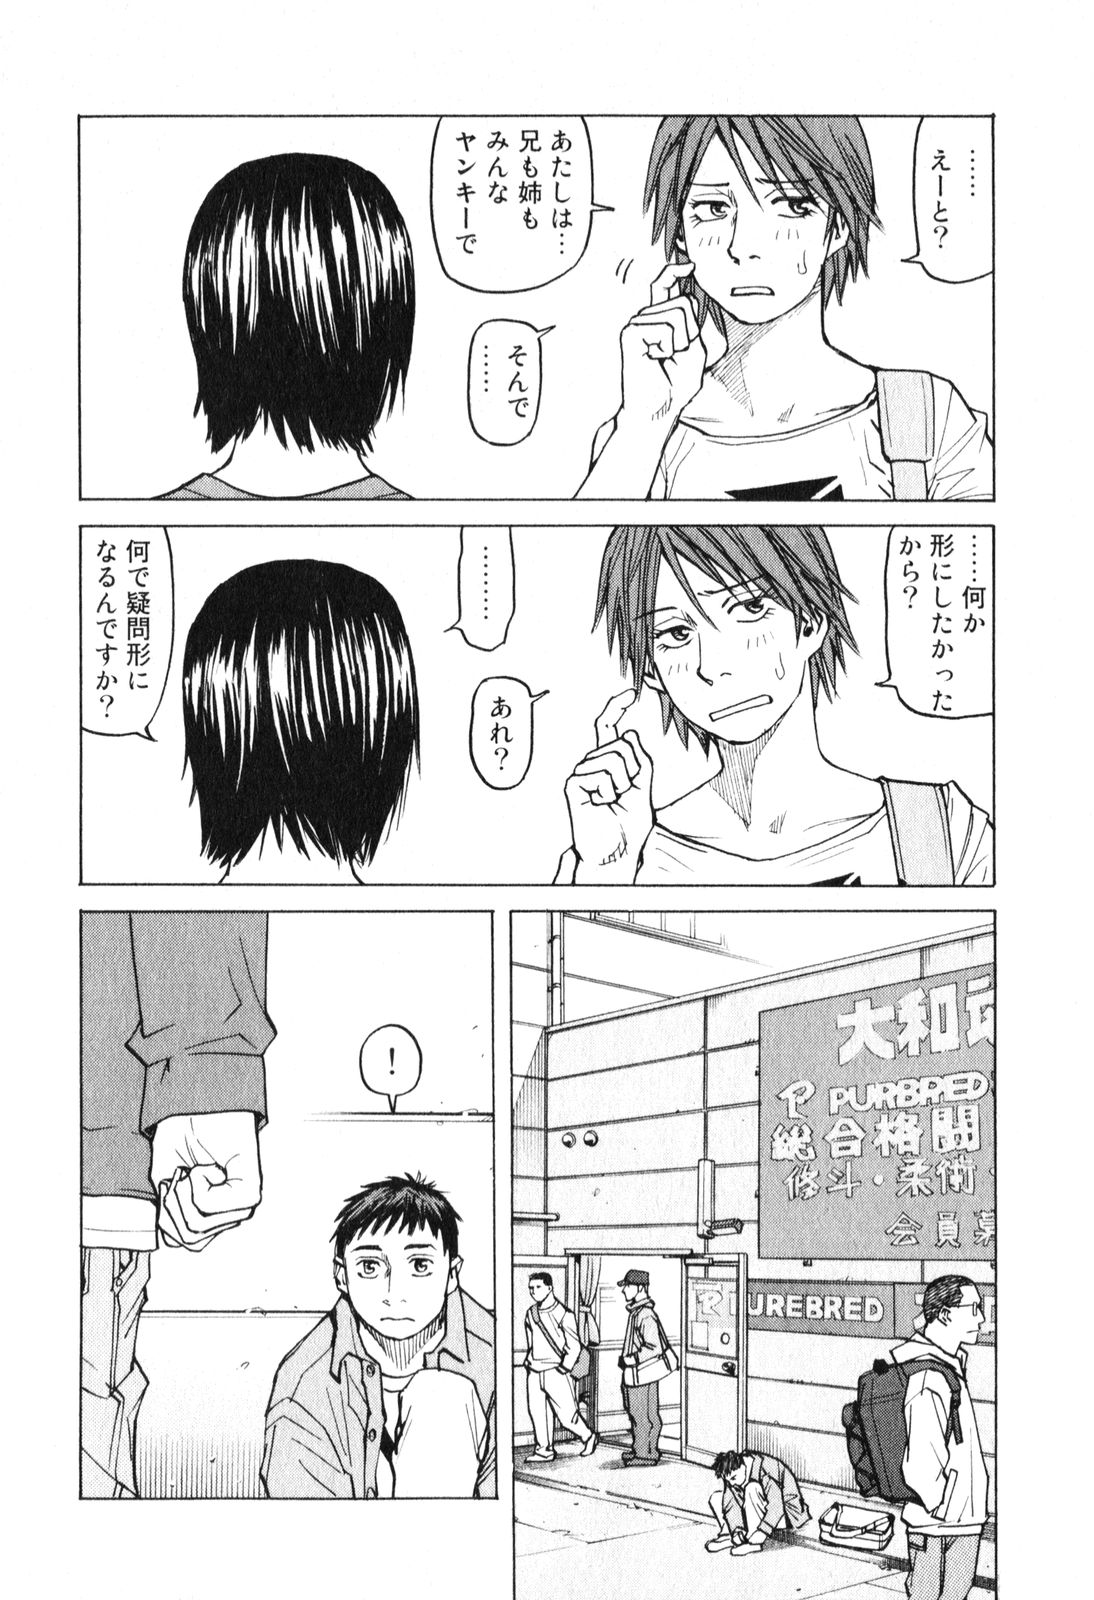 ……
えーと?
あたしは…
兄も姉も
みんな
ヤンキーで
そんで
……
……何か
形にしたかった
から?
………
あれ?
何で疑問形に
なるんですか?
大和
PURBRED
総合格闘
修斗・柔術
会員募
PUREBRED
!